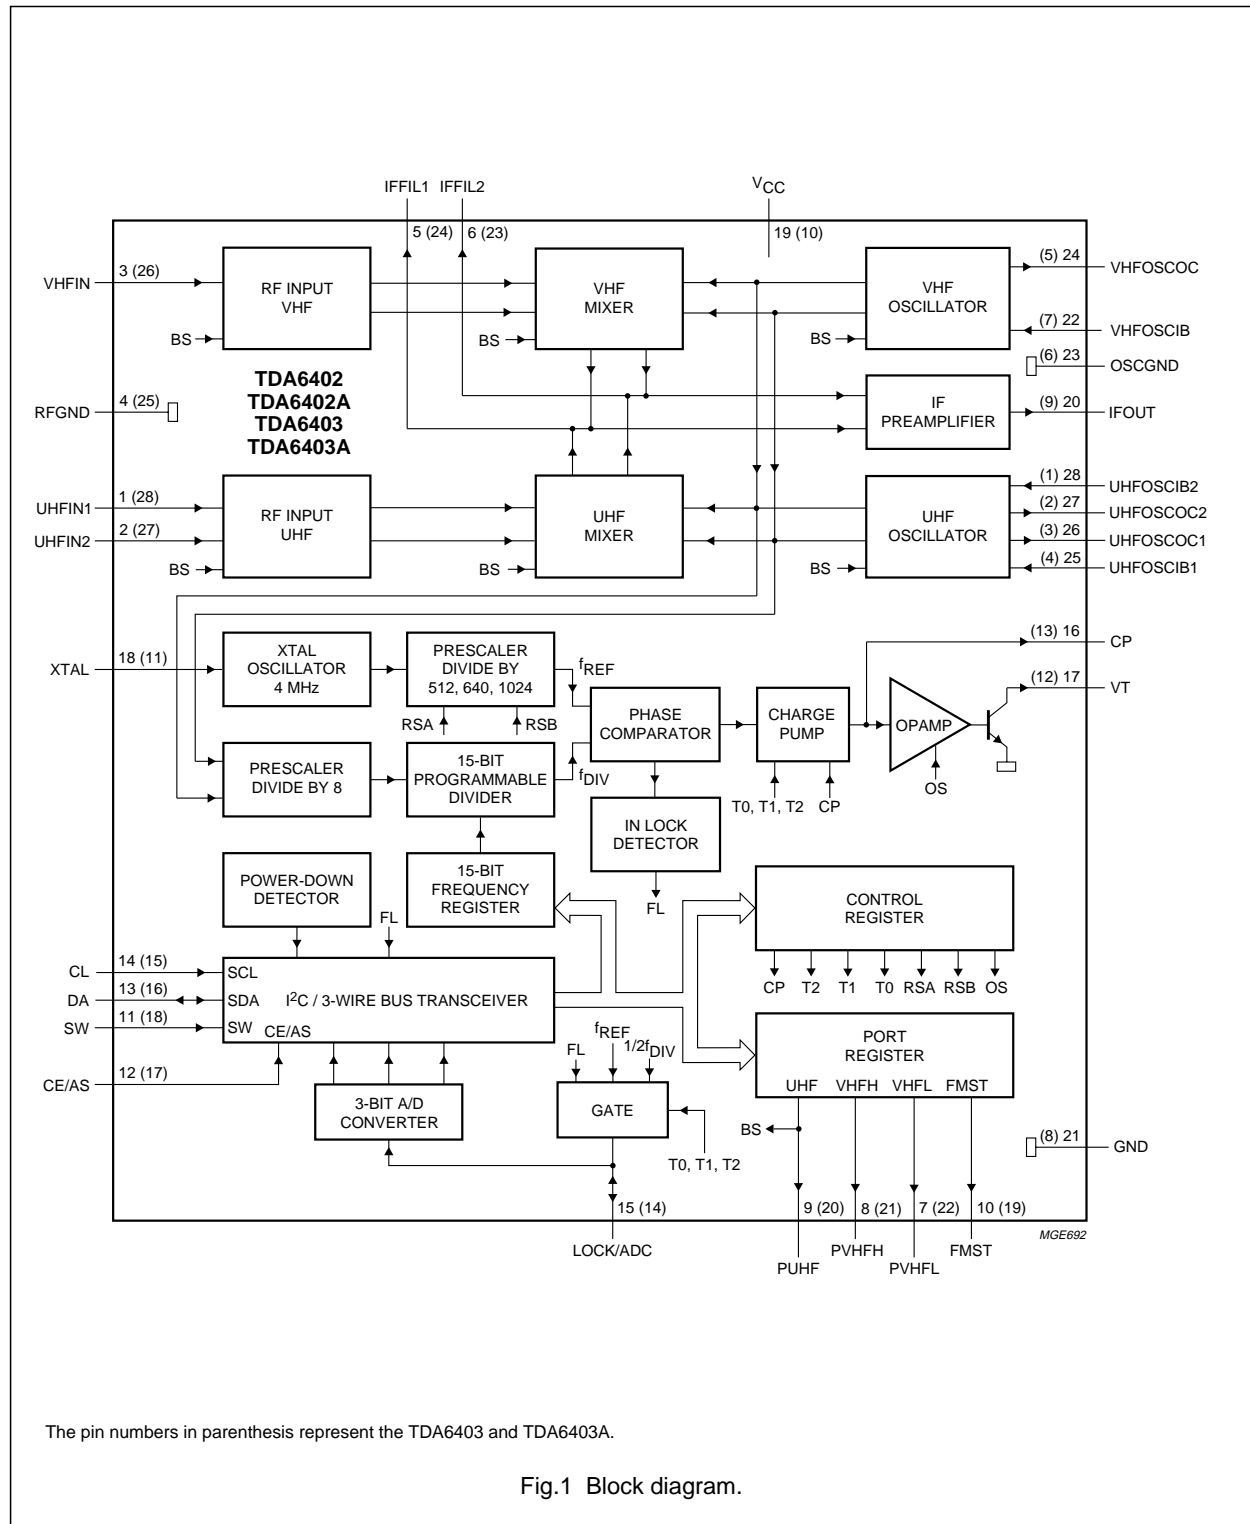 IFFIL1 IFFIL2 VCC
5 (24) 6 (23) 19 (10)
VHFIN 3 (26)
RF INPUT
VHF
BS
VHF
MIXER
BS
VHF
OSCILLATOR
BS
(5) 24 VHFOSCOC
(7) 22 VHFOSCIB
(6) 23 OSCGND
TDA6402
TDA6402A
TDA6403
TDA6403A
RFGND 4 (25)
IF
PREAMPLIFIER
(9) 20 IFOUT
UHFIN1 1 (28)
UHFIN2 2 (27)
RF INPUT
UHF
BS
UHF
MIXER
BS
UHF
OSCILLATOR
BS
(1) 28 UHFOSCIB2
(2) 27 UHFOSCOC2
(3) 26 UHFOSCOC1
(4) 25 UHFOSCIB1
XTAL 18 (11)
XTAL
OSCILLATOR
4 MHz
PRESCALER
DIVIDE BY
512, 640, 1024
fREF
RSA RSB
PHASE
COMPARATOR
CHARGE
PUMP
OPAMP
(13) 16 CP
(12) 17 VT
OS
T0, T1, T2 CP
PRESCALER
DIVIDE BY 8
15-BIT
PROGRAMMABLE
DIVIDER
fDIV
IN LOCK
DETECTOR
FL
POWER-DOWN
DETECTOR
FL
15-BIT
FREQUENCY
REGISTER
CONTROL
REGISTER
CP T2 T1 T0 RSA RSB OS
CL 14 (15) SCL
DA 13 (16) SDA
SW 11 (18) SW
I2C / 3-WIRE BUS TRANSCEIVER
CE/AS
CE/AS 12 (17)
3-BIT A/D
CONVERTER
FL fREF 1/2fDIV
GATE
T0, T1, T2
PORT
REGISTER
UHF VHFH VHFL FMST
BS
(8) 21 GND
15 (14) 9 (20) 8 (21) 7 (22) 10 (19)
MGE692
LOCK/ADC PUHF PVHFH PVHFL FMST
The pin numbers in parenthesis represent the TDA6403 and TDA6403A.
Fig.1 Block diagram.